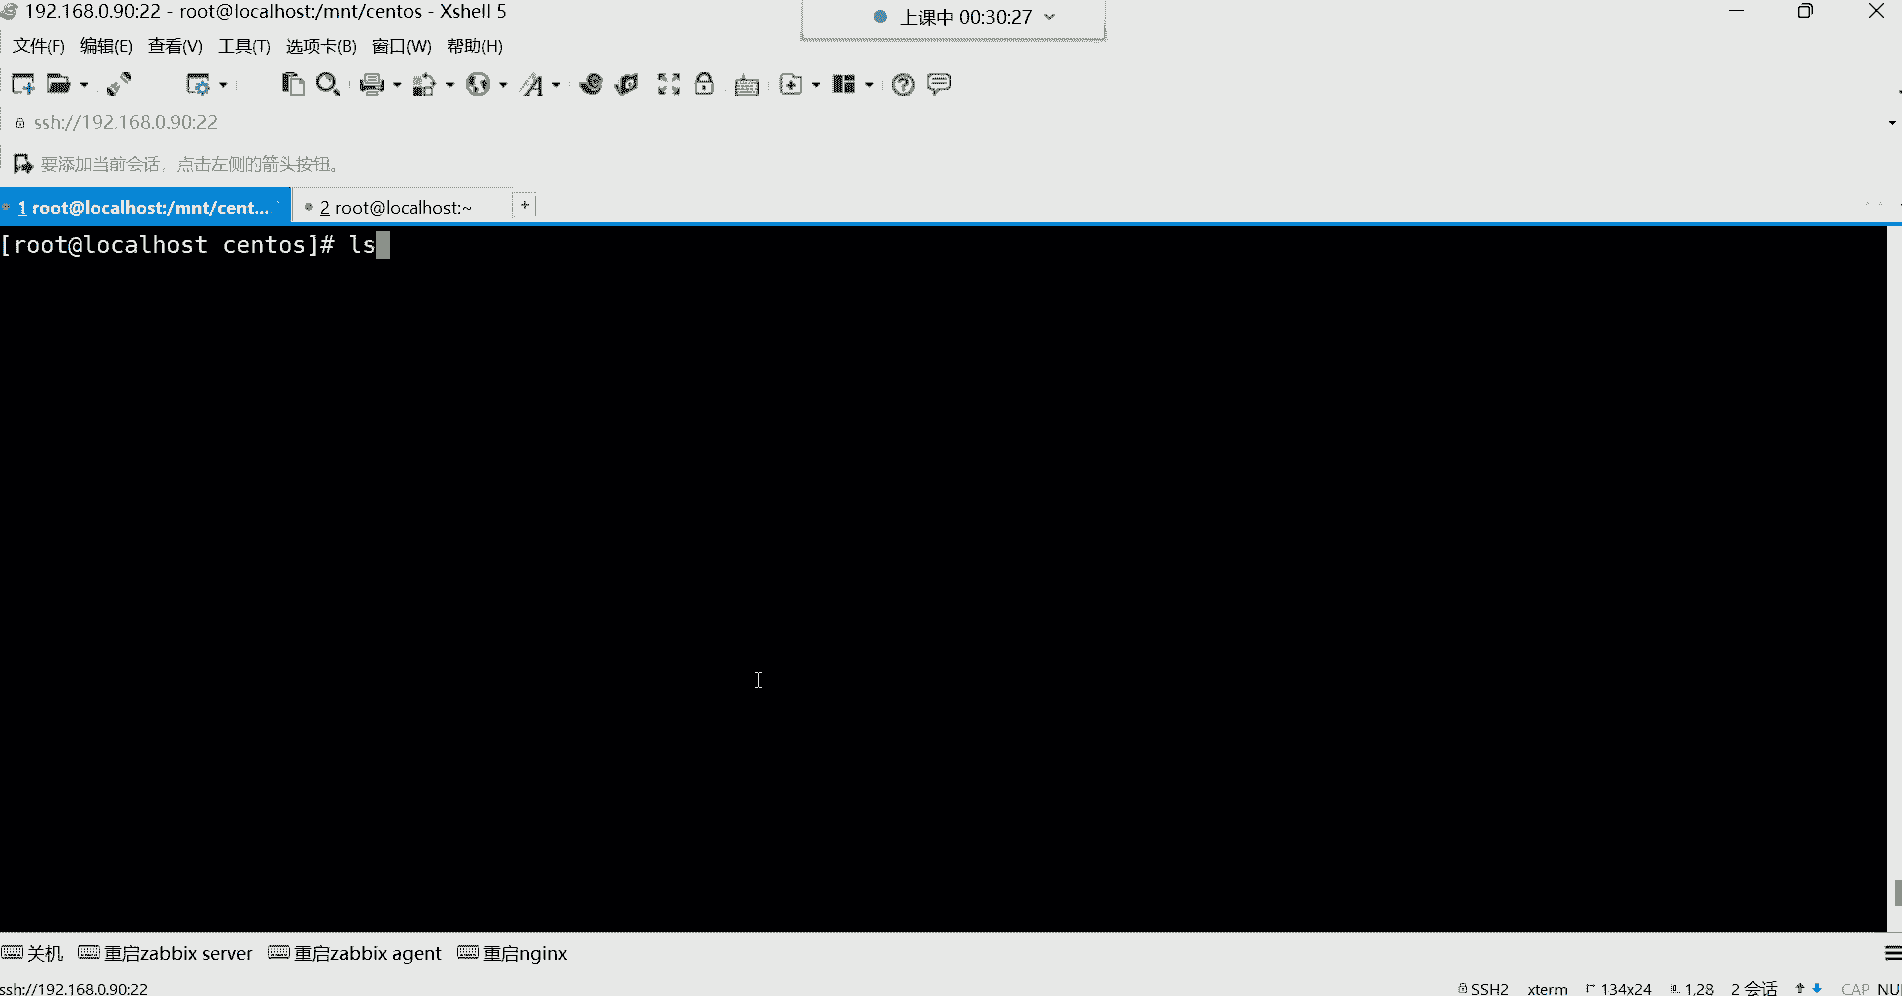 192.168.0.90:22 - root@localhost:/mnt/centos - Xshell 5
上课中 00:30:27
文件(F) 编辑(E) 查看(V) 工具(T) 选项卡(B) 窗口(W) 帮助(H)
ssh://192.168.0.90:22
要添加当前会话，点击左侧的箭头按钮。
1 root@localhost:/mnt/cent... 2 root@localhost:~ +
[root@localhost centos]# ls
关机 重启zabbix server 重启zabbix agent 重启nginx
ssh://192.168.0.90:22 SSH2 xterm 134x24 1,28 2 会话 CAP NU